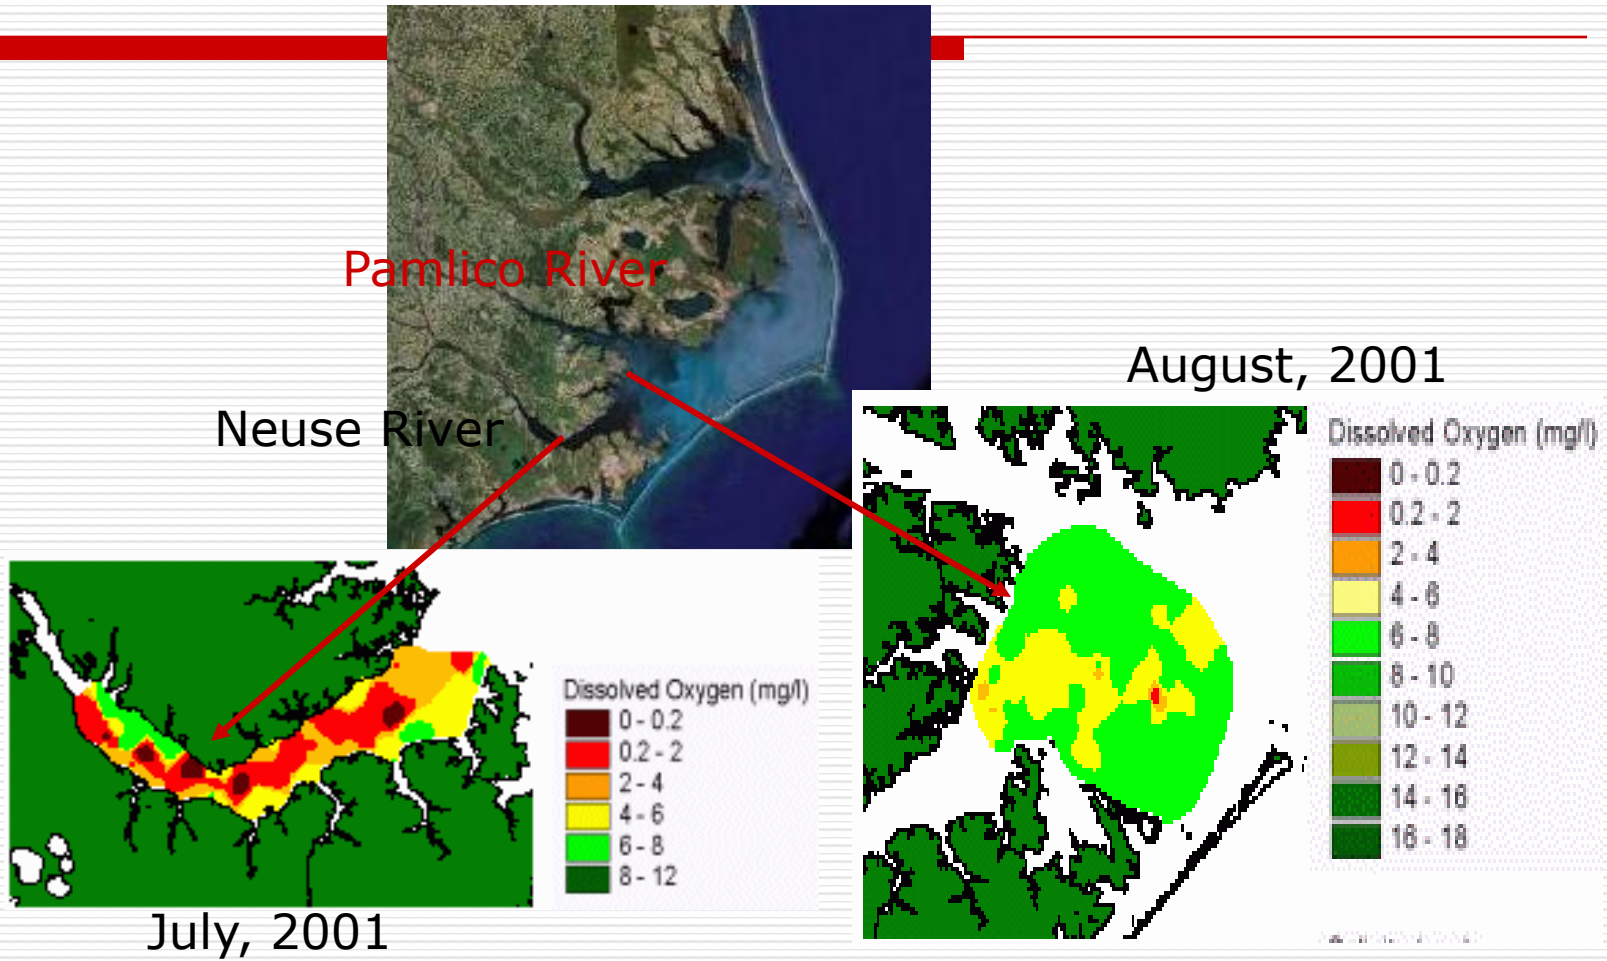 Pamlico River
Neuse River
August, 2001
Dissolved Oxygen (mg/l)
0 - 0.2
0.2 - 2
2 - 4
4 - 6
6 - 8
8 - 10
10 - 12
12 - 14
14 - 16
16 - 18
Dissolved Oxygen (mg/l)
0 - 0.2
0.2 - 2
2 - 4
4 - 6
6 - 8
8 - 12
July, 2001